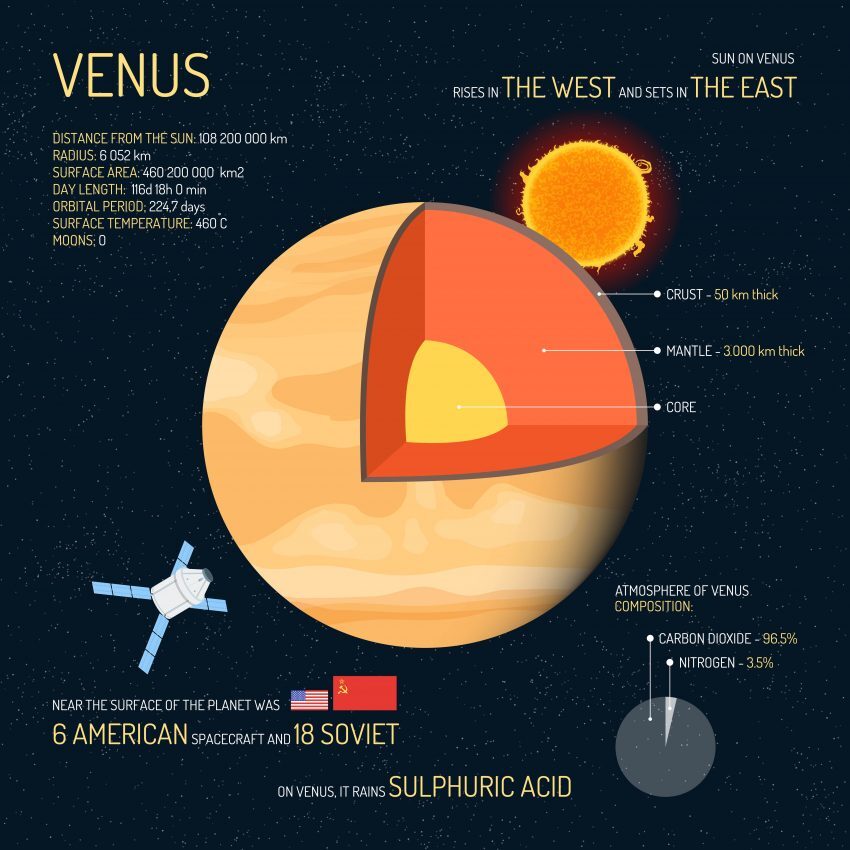 VENUS
DISTANCE FROM THE SUN: 108 200 000 km
RADIUS: 6 052 km
SURFACE AREA: 460 200 000 km2
DAY LENGTH: 116d 18h 0 min
ORBITAL PERIOD: 224,7 days
SURFACE TEMPERATURE: 460 C
MOONS: 0
SUN ON VENUS
RISES IN THE WEST AND SETS IN THE EAST
CRUST - 50 km thick
MANTLE - 3.000 km thick
CORE
ATMOSPHERE OF VENUS
COMPOSITION:
CARBON DIOXIDE - 96.5%
NITROGEN - 3.5%
NEAR THE SURFACE OF THE PLANET WAS
6 AMERICAN SPACECRAFT AND 18 SOVIET
ON VENUS, IT RAINS SULPHURIC ACID